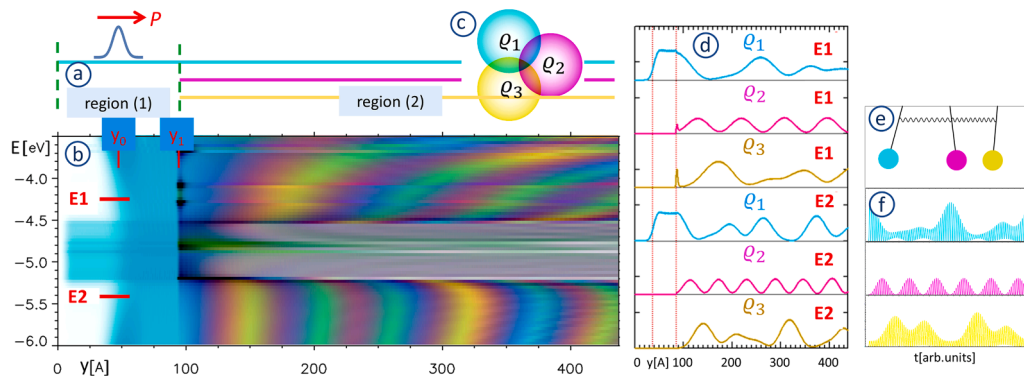 P
a
region (1)
region (2)
c
ϱ1
ϱ2
ϱ3
b
y0
y1
E[eV]
−4.0
−4.5
−5.0
−5.5
−6.0
E1
E2
0
y[A]
100
200
300
400
d
ϱ1 E1
ϱ2 E1
ϱ3 E1
ϱ1 E2
ϱ2 E2
ϱ3 E2
0 y[A] 100 200 300 400
e
f
t[arb.units]